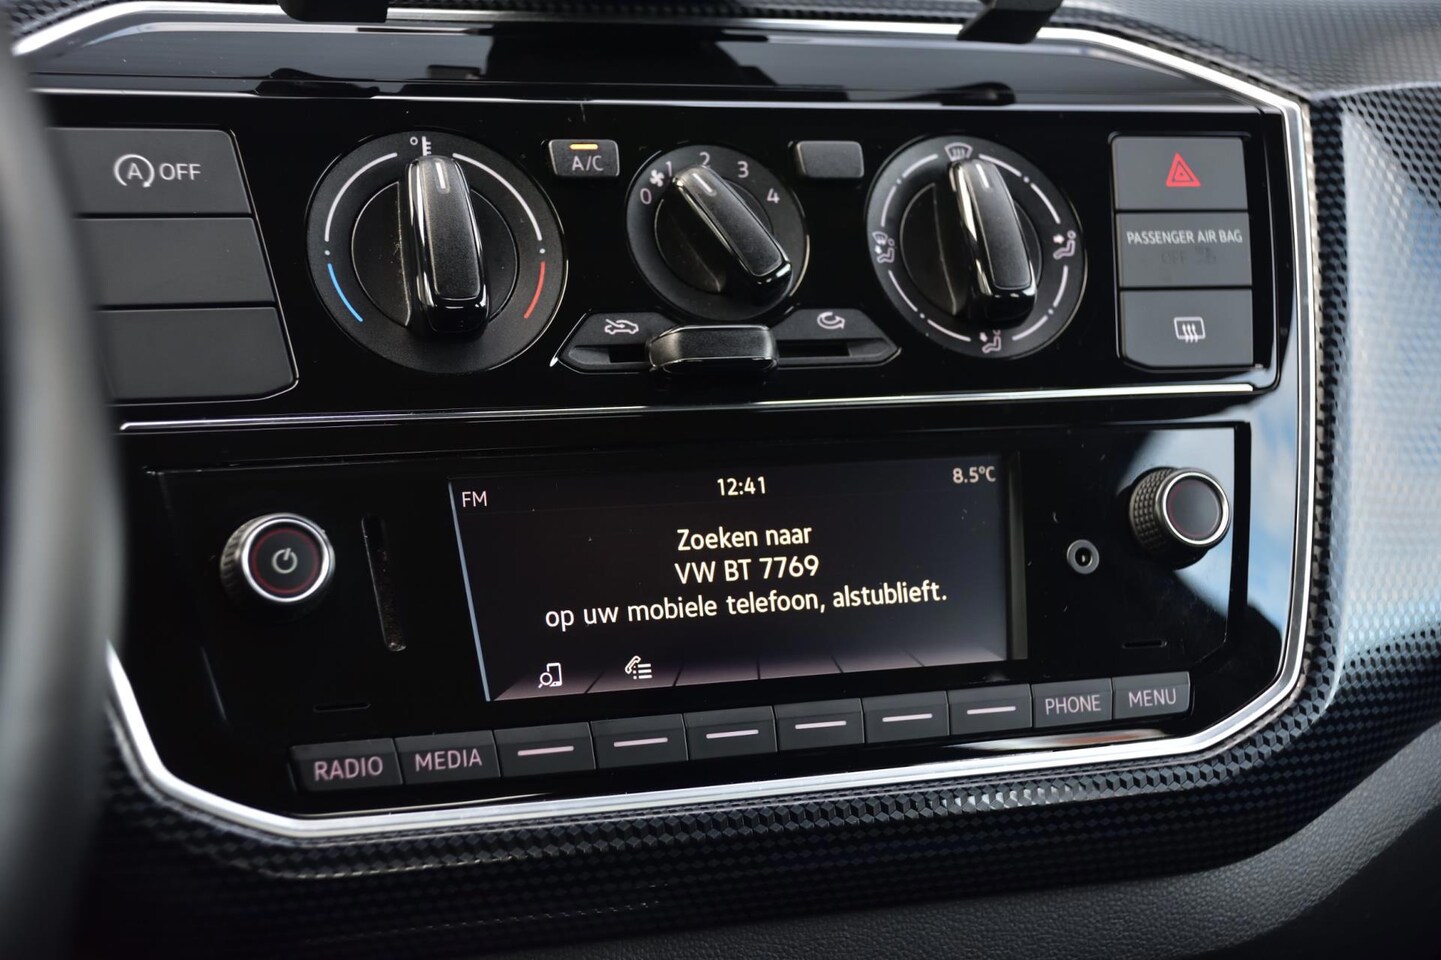 A OFF
A/C
0 1 2 3 4
PASSENGER AIR BAG
OFF
FM 12:41 8.5°C
Zoeken naar
VW BT 7769
op uw mobiele telefoon, alstublieft.
RADIO MEDIA PHONE MENU